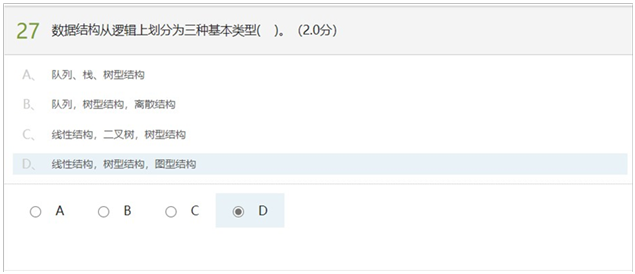 27 数据结构从逻辑上划分为三种基本类型(　)。（2.0分）
A、 队列、栈、树型结构
B、 队列，树型结构，离散结构
C、 线性结构，二叉树，树型结构
D、 线性结构，树型结构，图型结构
A B C D